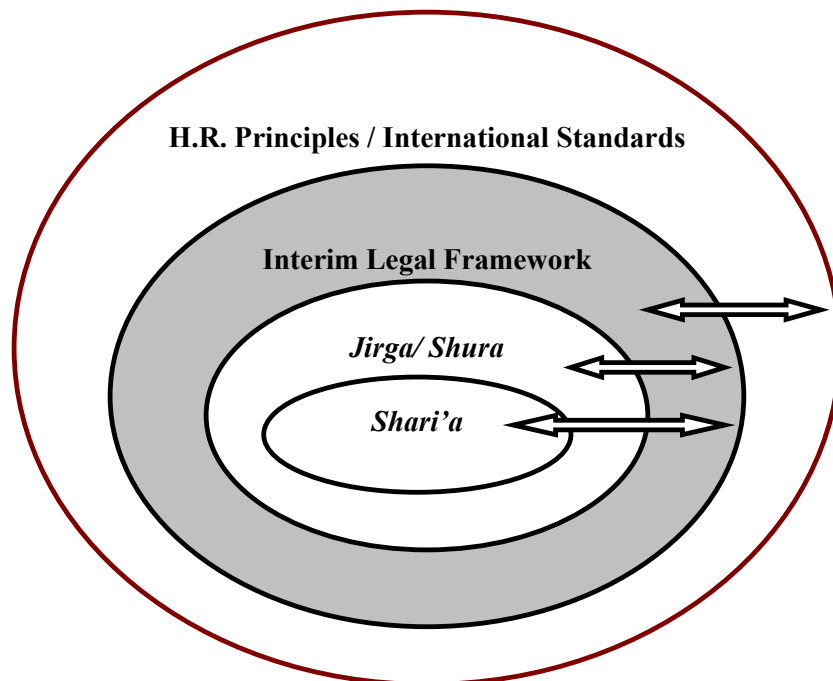 H.R. Principles / International Standards
Interim Legal Framework
Jirga/ Shura
Shari’a